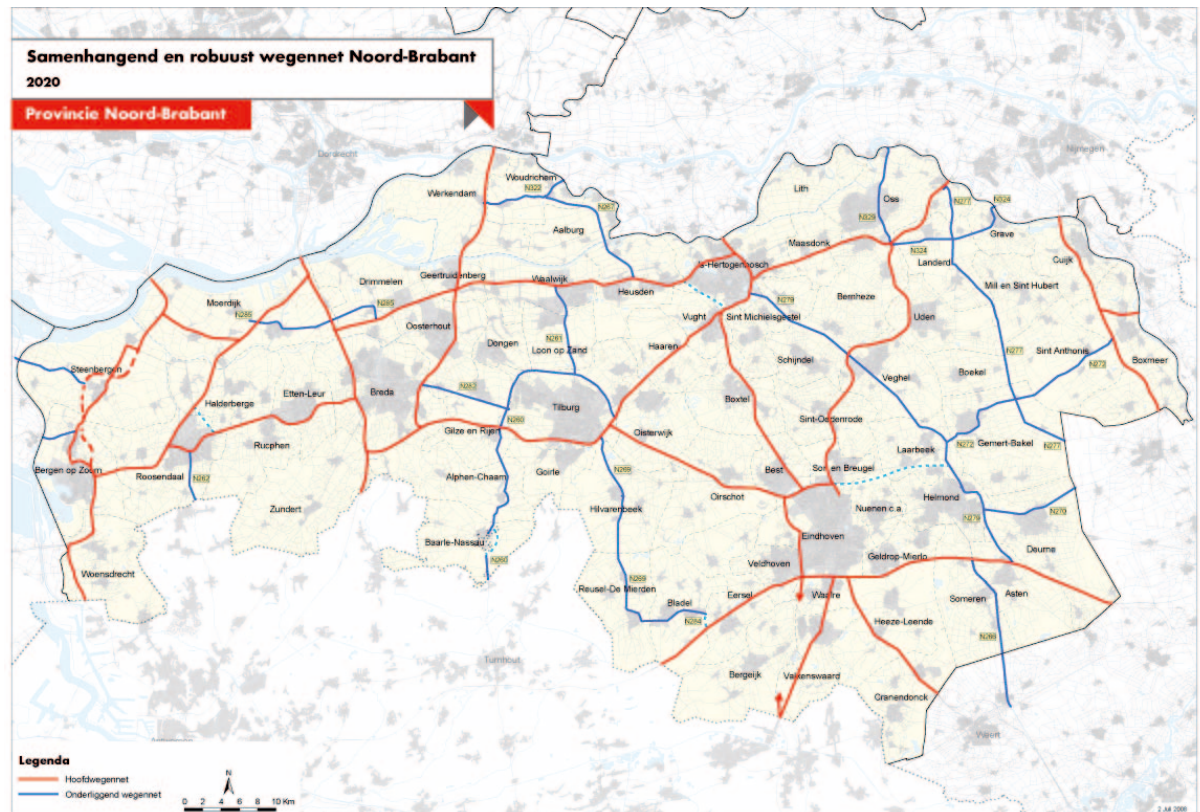 Samenhangend en robuust wegennet Noord-Brabant
2020
Provincie Noord-Brabant
Dordrecht
Nijmegen
Woudrichem
Werkendam
N322
N267
Aalburg
Lith
Oss
N329
N277
N324
Grave
N324
Maasdonk
Landerd
Cuijk
's-Hertogenbosch
Geertruidenberg
Drimmelen
Waalwijk
Heusden
Mill en Sint Hubert
Moerdijk
N285
N285
N279
Bernheze
Vught
Sint Michielsgestel
Uden
Oosterhout
Dongen
N261
Loon op Zand
Haaren
Schijndel
N277
Sint Anthonis
N272
Boxmeer
Steenbergen
Halderberge
Etten-Leur
Breda
N282
Tilburg
Boxtel
Veghel
Boekel
N260
Gilze en Rijen
Oisterwijk
Sint-Oedenrode
Rucphen
N272
Gemert-Bakel
N277
Laarbeek
Bergen op Zoom
Roosendaal
N262
Alphen-Chaam
Goirle
N269
Best
Son en Breugel
Oirschot
Helmond
Zundert
Hilvarenbeek
Nuenen c.a.
N279
N270
Baarle-Nassau
N260
Eindhoven
Deurne
Woensdrecht
Veldhoven
Geldrop-Mierlo
N269
Reusel-De Mierden
Eersel
Waalre
Someren
Asten
Bladel
N284
Heeze-Leende
N266
Turnhout
Bergeijk
Valkenswaard
Cranendonck
Weert
Legenda
Hoofdwegennet
Onderliggend wegennet
N
0 2 4 6 8 10 Km